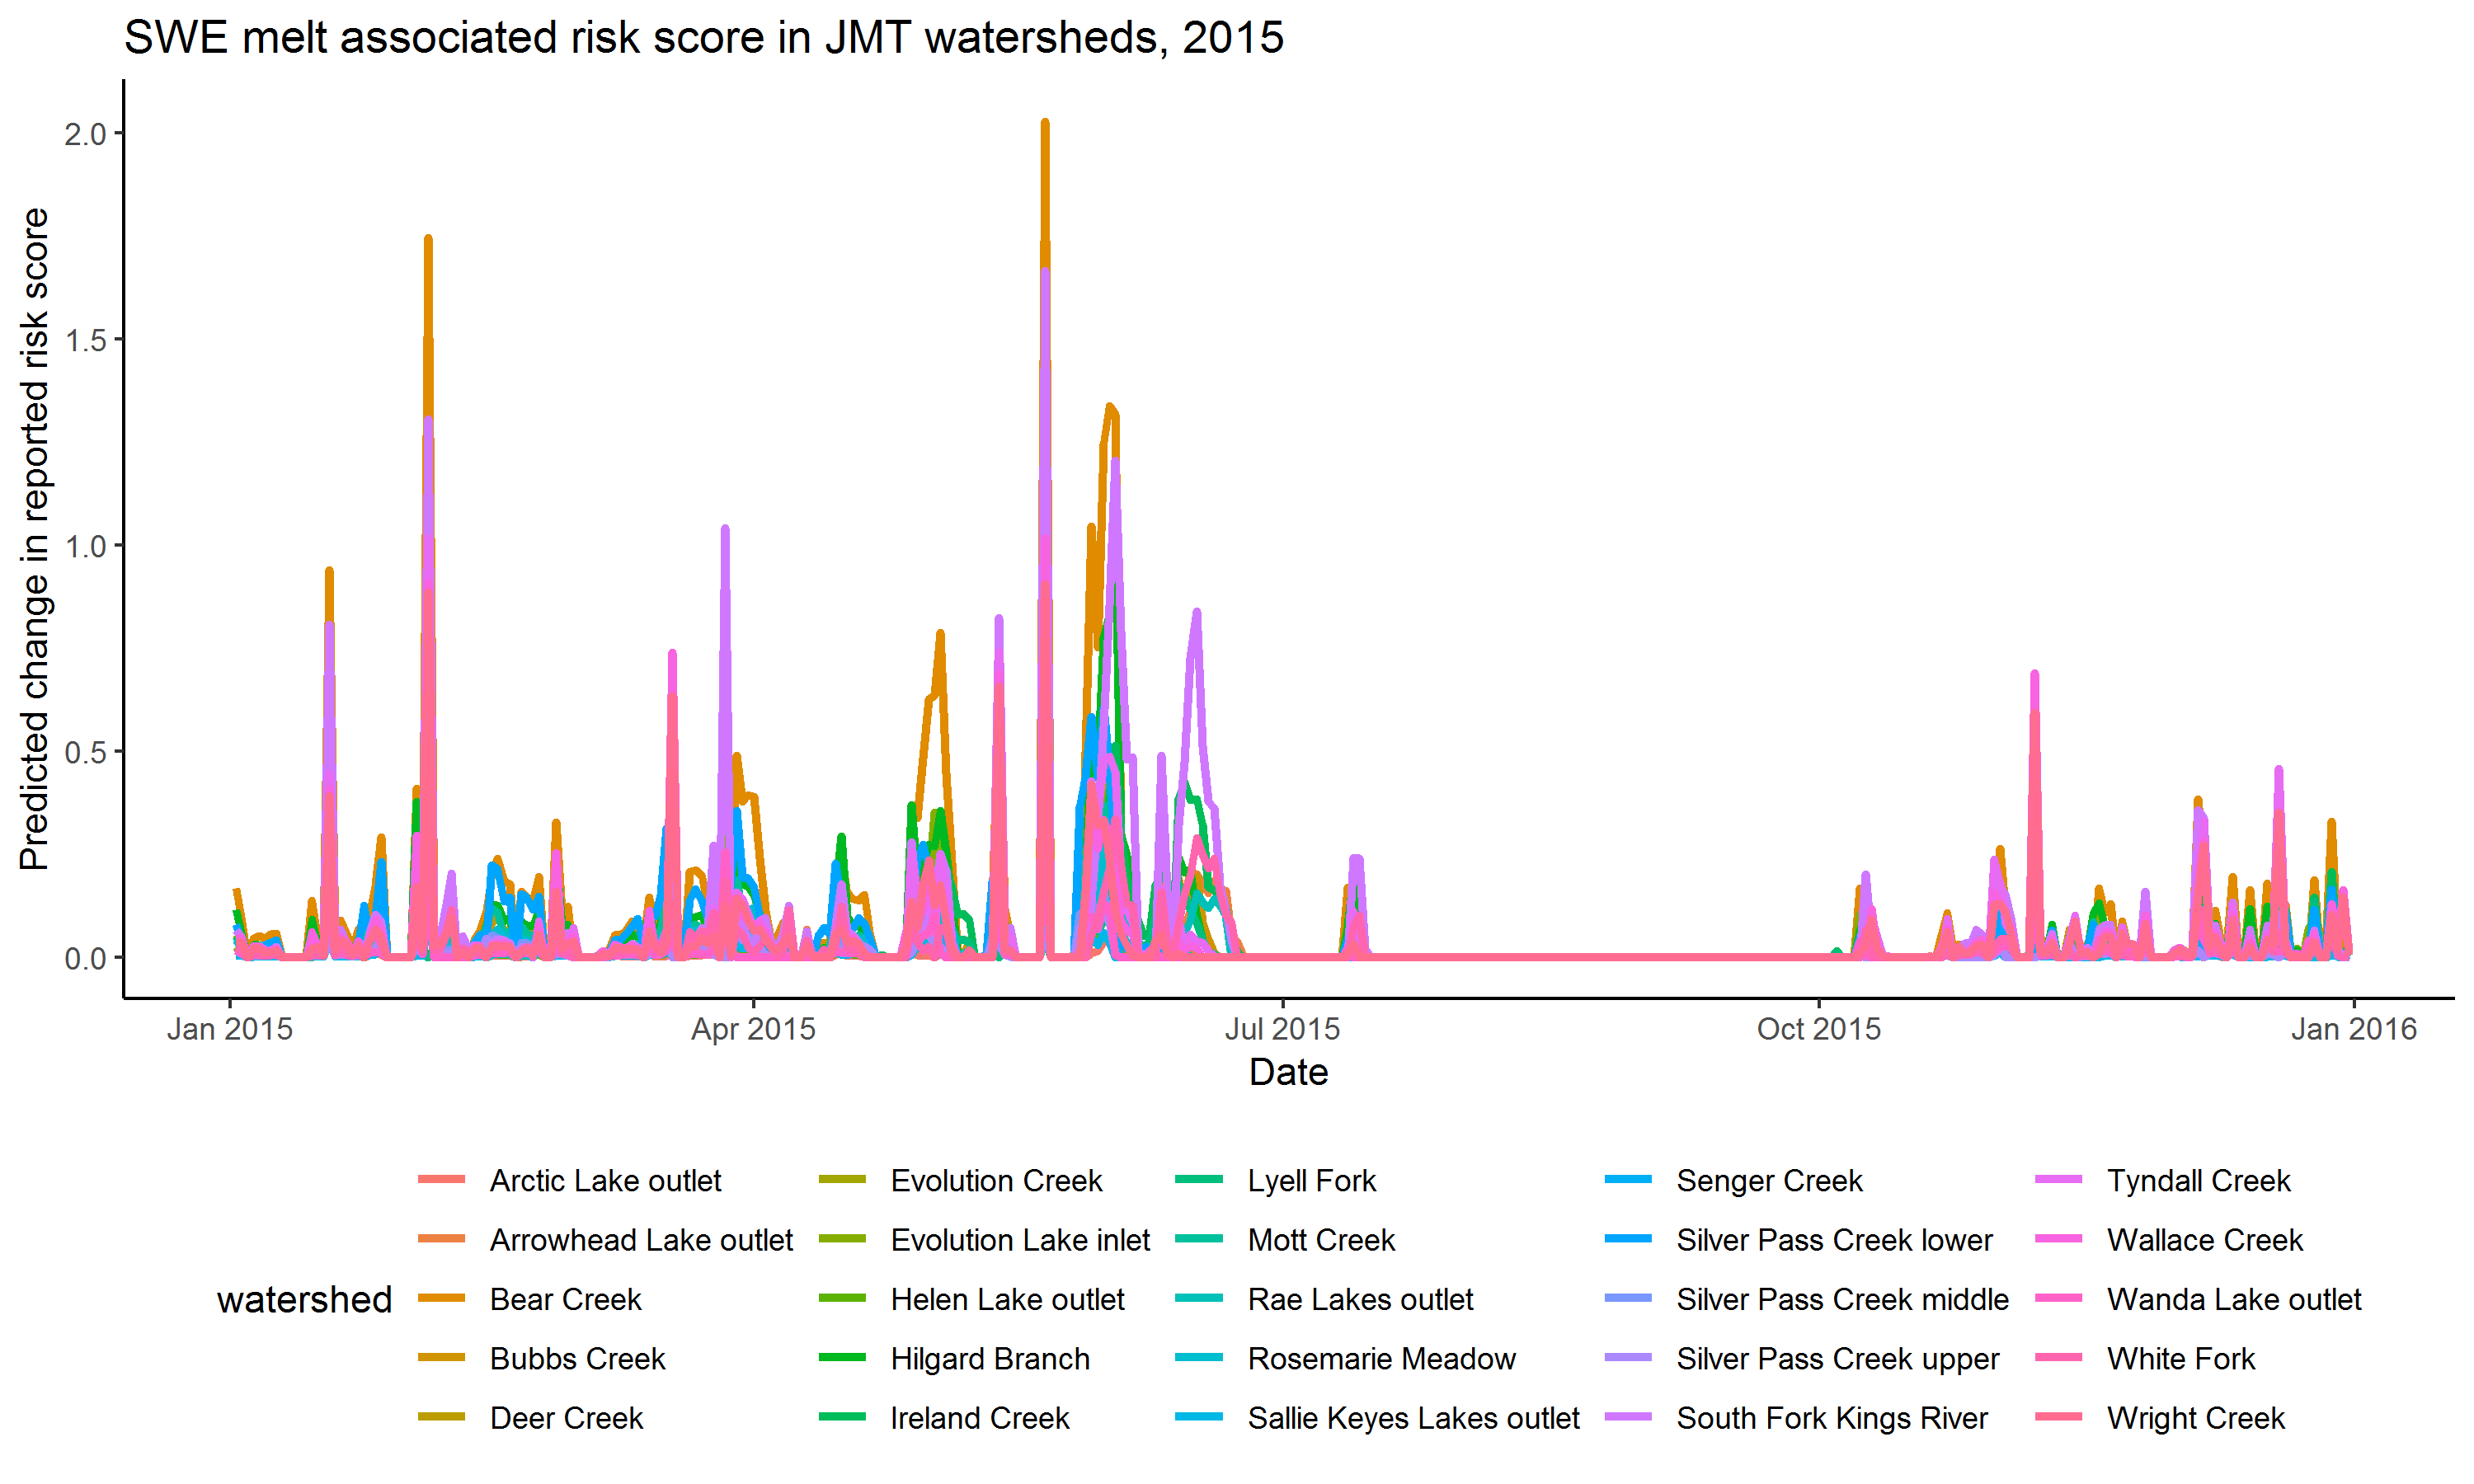 SWE melt associated risk score in JMT watersheds, 2015
Predicted change in reported risk score
2.0
1.5
1.0
0.5
0.0
Jan 2015 Apr 2015 Jul 2015 Oct 2015 Jan 2016
Date
watershed
Arctic Lake outlet Evolution Creek Lyell Fork Senger Creek Tyndall Creek
Arrowhead Lake outlet Evolution Lake inlet Mott Creek Silver Pass Creek lower Wallace Creek
Bear Creek Helen Lake outlet Rae Lakes outlet Silver Pass Creek middle Wanda Lake outlet
Bubbs Creek Hilgard Branch Rosemarie Meadow Silver Pass Creek upper White Fork
Deer Creek Ireland Creek Sallie Keyes Lakes outlet South Fork Kings River Wright Creek